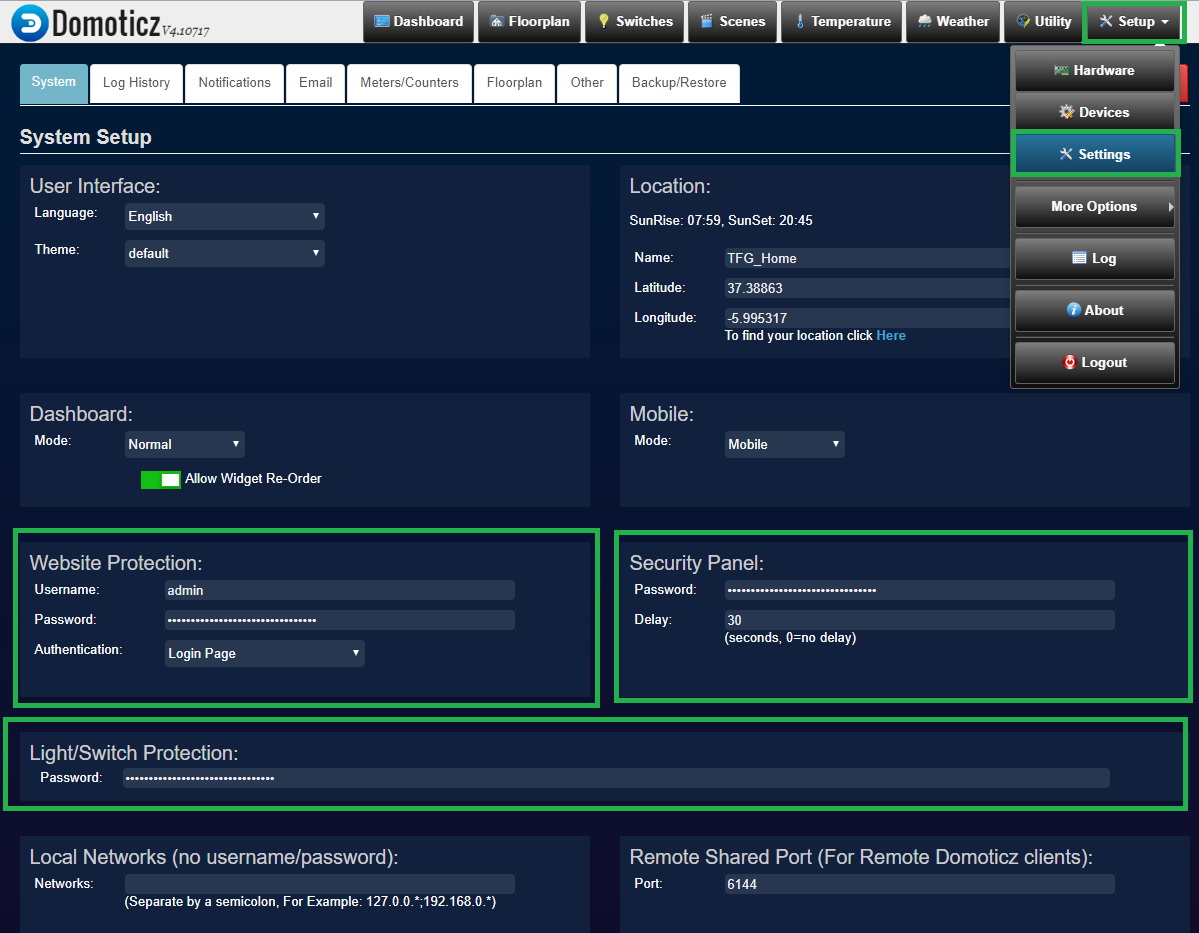 Domoticz V4.10717
Dashboard Floorplan Switches Scenes Temperature Weather Utility Setup
System Log History Notifications Email Meters/Counters Floorplan Other Backup/Restore
Hardware
Devices
Settings
More Options
Log
About
Logout
System Setup
User Interface:
Language: English
Theme: default
Location:
SunRise: 07:59, SunSet: 20:45
Name: TFG_Home
Latitude: 37.38863
Longitude: -5.995317
To find your location click Here
Dashboard:
Mode: Normal
Allow Widget Re-Order
Mobile:
Mode: Mobile
Website Protection:
Username: admin
Password: ••••••••••••••••••••••••••••••••
Authentication: Login Page
Security Panel:
Password: ••••••••••••••••••••••••••••••••
Delay: 30
(seconds, 0=no delay)
Light/Switch Protection:
Password: ••••••••••••••••••••••••••••••••
Local Networks (no username/password):
Networks:
(Separate by a semicolon, For Example: 127.0.0.*;192.168.0.*)
Remote Shared Port (For Remote Domoticz clients):
Port: 6144